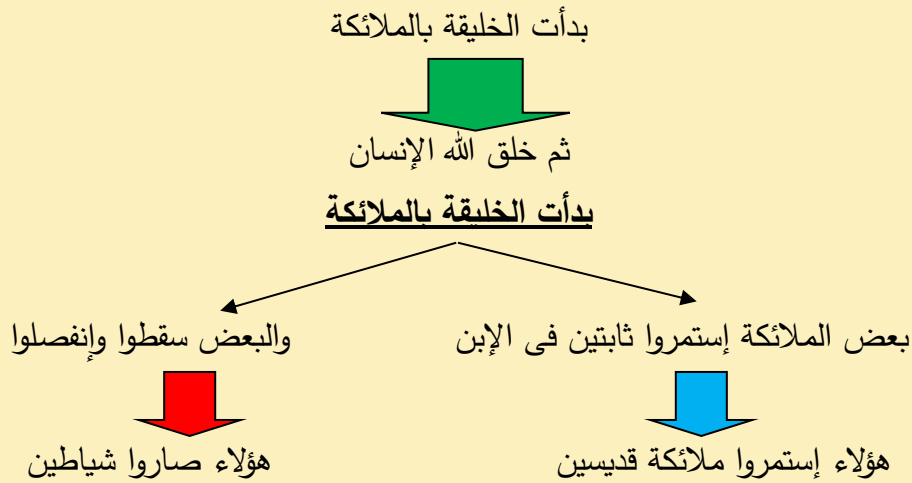 بدأت الخليقة بالملائكة
ثم خلق الله الإنسان
بدأت الخليقة بالملائكة
بعض الملائكة إستمروا ثابتين فى الإبن
والبعض سقطوا وإنفصلوا
هؤلاء إستمروا ملائكة قديسين
هؤلاء صاروا شياطين